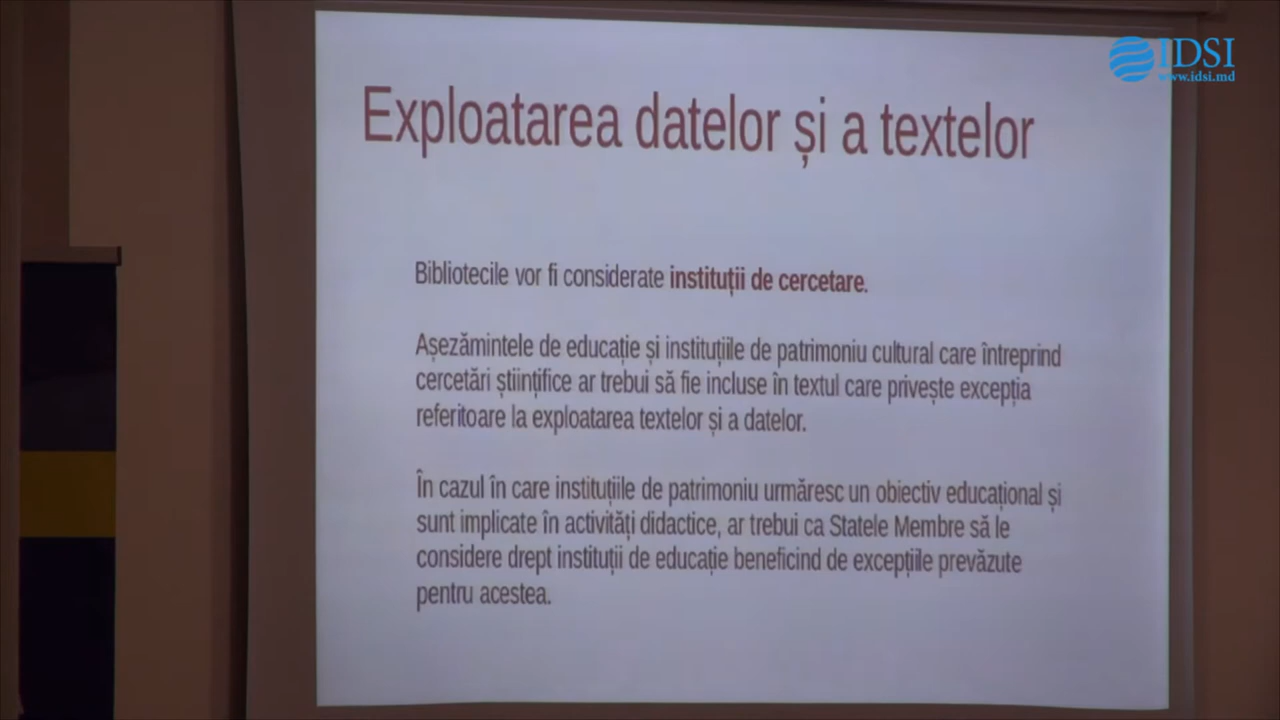 IDSI
www.idsi.md
Exploatarea datelor și a textelor
Bibliotecile vor fi considerate instituții de cercetare.
Așezămintele de educație și instituțiile de patrimoniu cultural care întreprind
cercetări științifice ar trebui să fie incluse în textul care privește excepția
referitoare la exploatarea textelor și a datelor.
În cazul în care instituțiile de patrimoniu urmăresc un obiectiv educațional și
sunt implicate în activități didactice, ar trebui ca Statele Membre să le
considere drept instituții de educație beneficind de excepțiile prevăzute
pentru acestea.